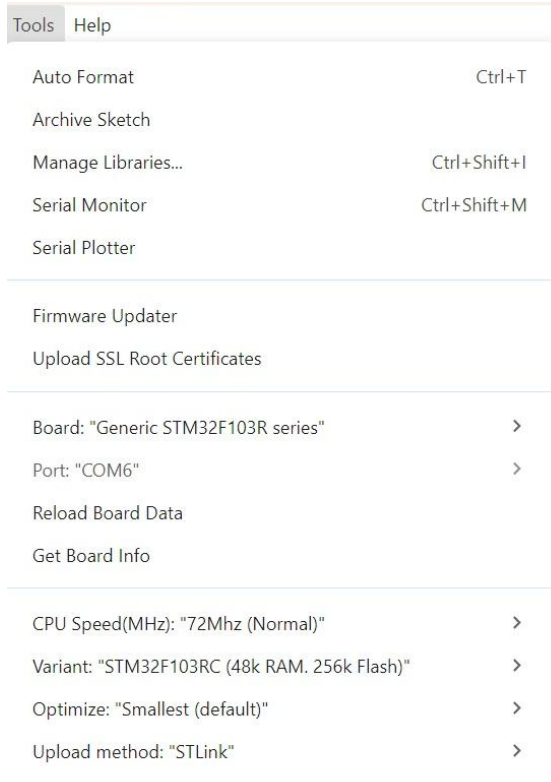 Tools Help
Auto Format Ctrl+T
Archive Sketch
Manage Libraries... Ctrl+Shift+I
Serial Monitor Ctrl+Shift+M
Serial Plotter
Firmware Updater
Upload SSL Root Certificates
Board: "Generic STM32F103R series"
Port: "COM6"
Reload Board Data
Get Board Info
CPU Speed(MHz): "72Mhz (Normal)"
Variant: "STM32F103RC (48k RAM. 256k Flash)"
Optimize: "Smallest (default)"
Upload method: "STLink"